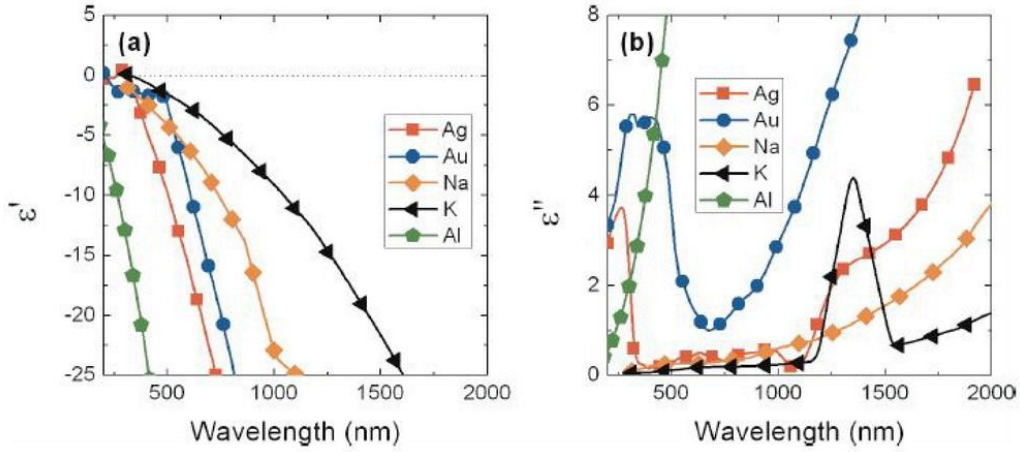 (a)
5
0
-5
-10
-15
-20
-25
ε'
500
1000
1500
2000
Wavelength (nm)
Ag
Au
Na
K
Al
(b)
8
6
4
2
0
ε''
500
1000
1500
2000
Wavelength (nm)
Ag
Au
Na
K
Al